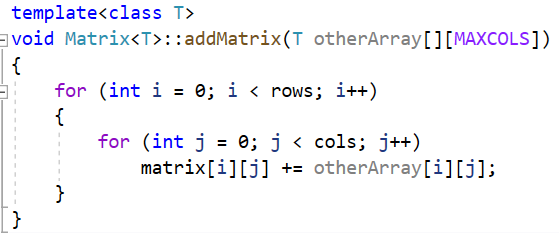 template<class T>
void Matrix<T>::addMatrix(T otherArray[][MAXCOLS])
{
    for (int i = 0; i < rows; i++)
    {
        for (int j = 0; j < cols; j++)
            matrix[i][j] += otherArray[i][j];
    }
}